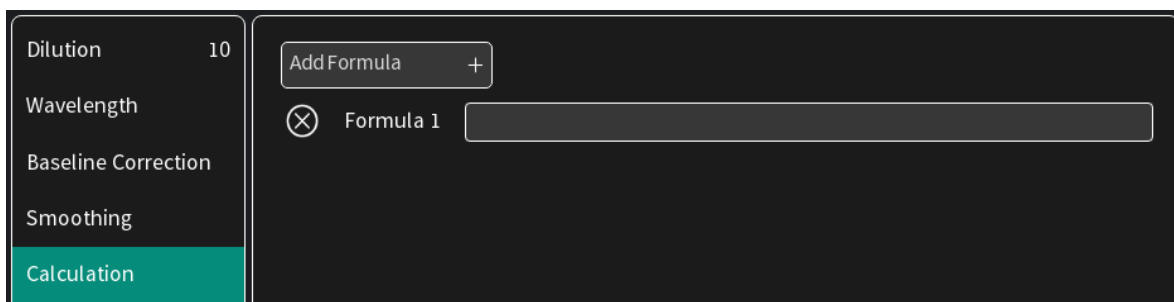 Dilution 10
Wavelength
Baseline Correction
Smoothing
Calculation
Add Formula +
Formula 1